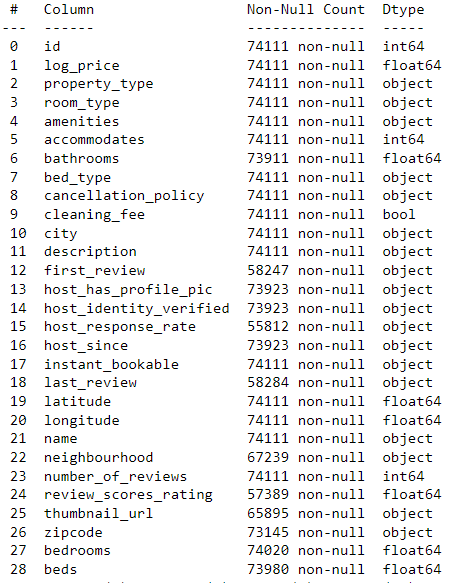 #   Column                  Non-Null Count  Dtype
---  ------                  --------------  -----
0   id                      74111 non-null  int64
1   log_price               74111 non-null  float64
2   property_type           74111 non-null  object
3   room_type               74111 non-null  object
4   amenities               74111 non-null  object
5   accommodates            74111 non-null  int64
6   bathrooms               73911 non-null  float64
7   bed_type                74111 non-null  object
8   cancellation_policy     74111 non-null  object
9   cleaning_fee            74111 non-null  bool
10  city                    74111 non-null  object
11  description             74111 non-null  object
12  first_review            58247 non-null  object
13  host_has_profile_pic    73923 non-null  object
14  host_identity_verified  73923 non-null  object
15  host_response_rate      55812 non-null  object
16  host_since              73923 non-null  object
17  instant_bookable        74111 non-null  object
18  last_review             58284 non-null  object
19  latitude                74111 non-null  float64
20  longitude               74111 non-null  float64
21  name                    74111 non-null  object
22  neighbourhood           67239 non-null  object
23  number_of_reviews       74111 non-null  int64
24  review_scores_rating    57389 non-null  float64
25  thumbnail_url           65895 non-null  object
26  zipcode                 73145 non-null  object
27  bedrooms                74020 non-null  float64
28  beds                    73980 non-null  float64